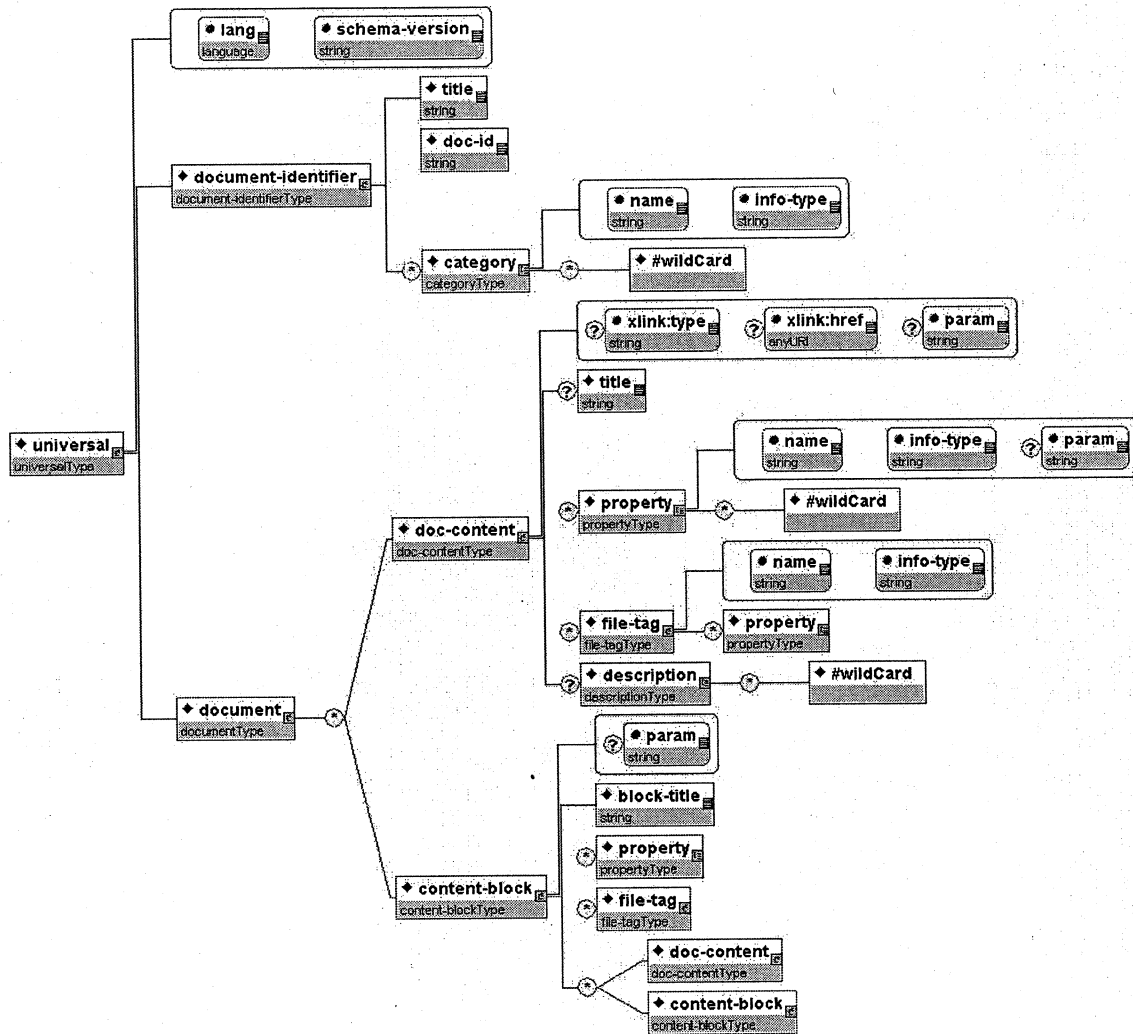 lang
language
schema-version
string
title
string
doc-id
string
document-identifier
document-identifierType
name
string
info-type
string
category
categoryType
#wildCard
xlink:type
string
xlink:href
anyURI
param
string
title
string
universal
universalType
name
string
info-type
string
param
string
property
propertyType
#wildCard
doc-content
doc-contentType
name
string
info-type
string
file-tag
file-tagType
property
propertyType
description
descriptionType
#wildCard
document
documentType
param
string
block-title
string
property
propertyType
content-block
content-blockType
file-tag
file-tagType
doc-content
doc-contentType
content-block
content-blockType